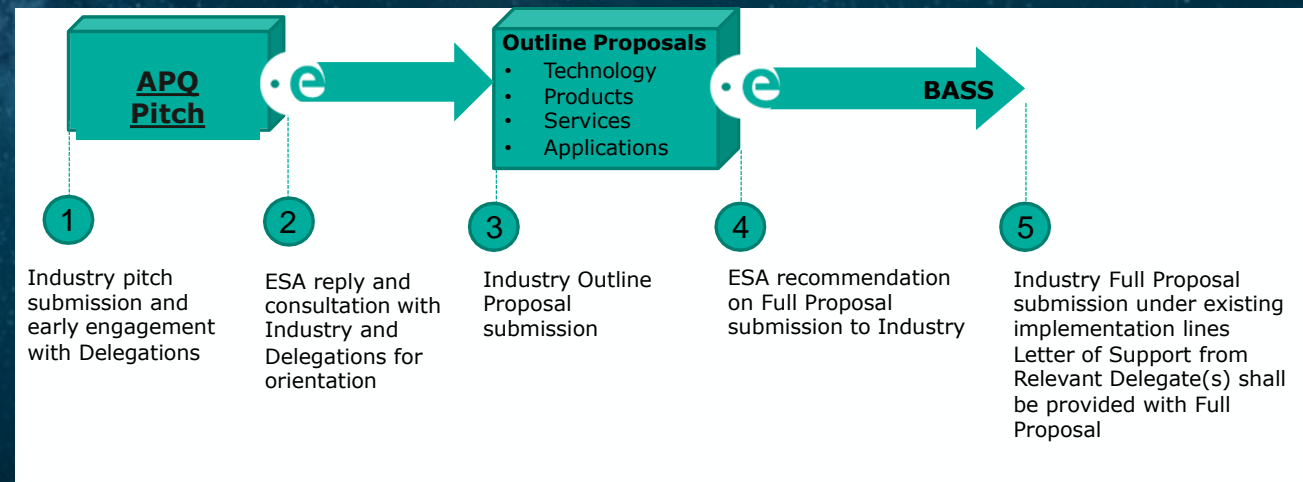 APQ
Pitch
e
Outline Proposals
• Technology
• Products
• Services
• Applications
e
BASS
1
2
3
4
5
Industry pitch
submission and
early engagement
with Delegations
ESA reply and
consultation with
Industry and
Delegations for
orientation
Industry Outline
Proposal
submission
ESA recommendation
on Full Proposal
submission to Industry
Industry Full Proposal
submission under existing
implementation lines
Letter of Support from
Relevant Delegate(s) shall
be provided with Full
Proposal